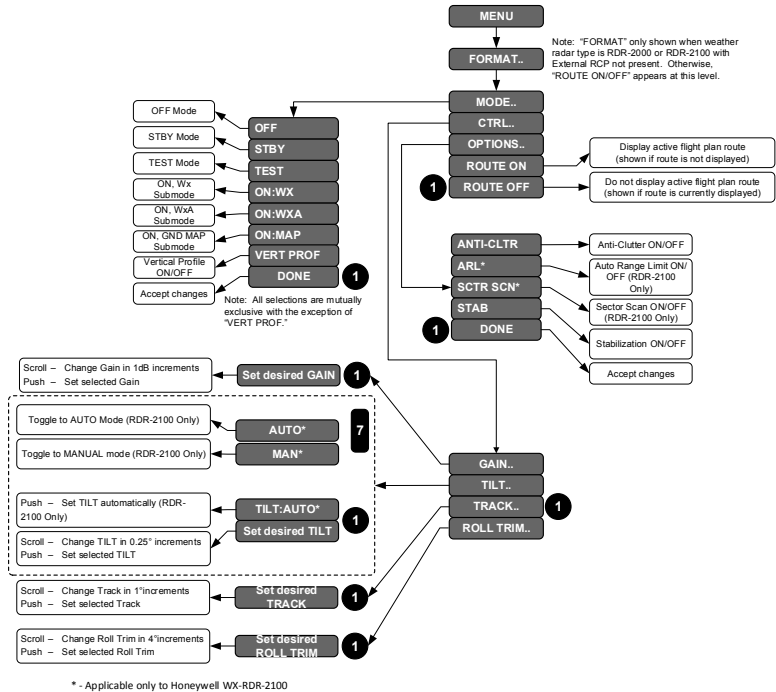 MENU
FORMAT..
Note: "FORMAT" only shown when weather
radar type is RDR-2000 or RDR-2100 with
External RCP not present. Otherwise,
"ROUTE ON/OFF" appears at this level.
MODE..
CTRL..
OPTIONS..
ROUTE ON
1
ROUTE OFF
Display active flight plan route
(shown if route is not displayed)
Do not display active flight plan route
(shown if route is currently displayed)
OFF Mode
OFF
STBY Mode
STBY
TEST Mode
TEST
ON, Wx
Submode
ON:WX
ON, WxA
Submode
ON:WXA
ON, GND MAP
Submode
ON:MAP
Vertical Profile
ON/OFF
VERT PROF
Accept changes
DONE
1
Note: All selections are mutually
exclusive with the exception of
"VERT PROF."
ANTI-CLTR
Anti-Clutter ON/OFF
ARL*
Auto Range Limit ON/
OFF (RDR-2100
Only)
SCTR SCN*
Sector Scan ON/OFF
(RDR-2100 Only)
STAB
Stabilization ON/OFF
1
DONE
Accept changes
Scroll – Change Gain in 1dB increments
Push – Set selected Gain
Set desired GAIN
1
Toggle to AUTO Mode (RDR-2100 Only)
AUTO*
7
Toggle to MANUAL mode (RDR-2100 Only)
MAN*
Push – Set TILT automatically (RDR-
2100 Only)
TILT:AUTO*
1
Scroll – Change TILT in 0.25° increments
Push – Set selected TILT
Set desired TILT
GAIN..
TILT..
TRACK..
1
ROLL TRIM..
Scroll – Change Track in 1°increments
Push – Set selected Track
Set desired
TRACK
1
Scroll – Change Roll Trim in 4°increments
Push – Set selected Roll Trim
Set desired
ROLL TRIM
1
* - Applicable only to Honeywell WX-RDR-2100